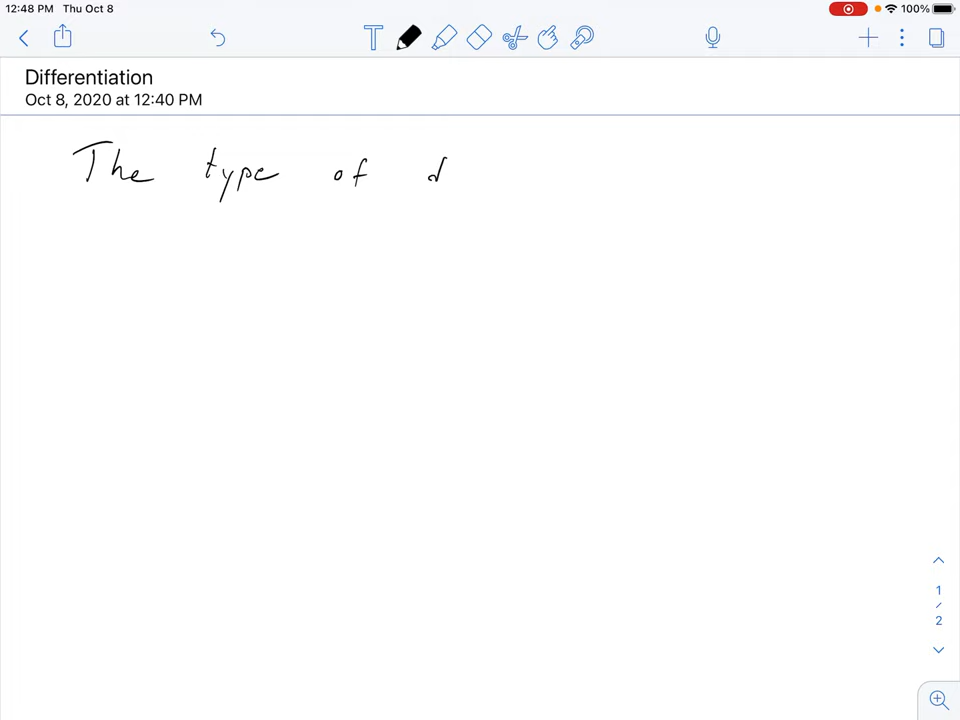 12:48 PM Thu Oct 8
100%
Differentiation
Oct 8, 2020 at 12:40 PM
The type of d
1
/
2